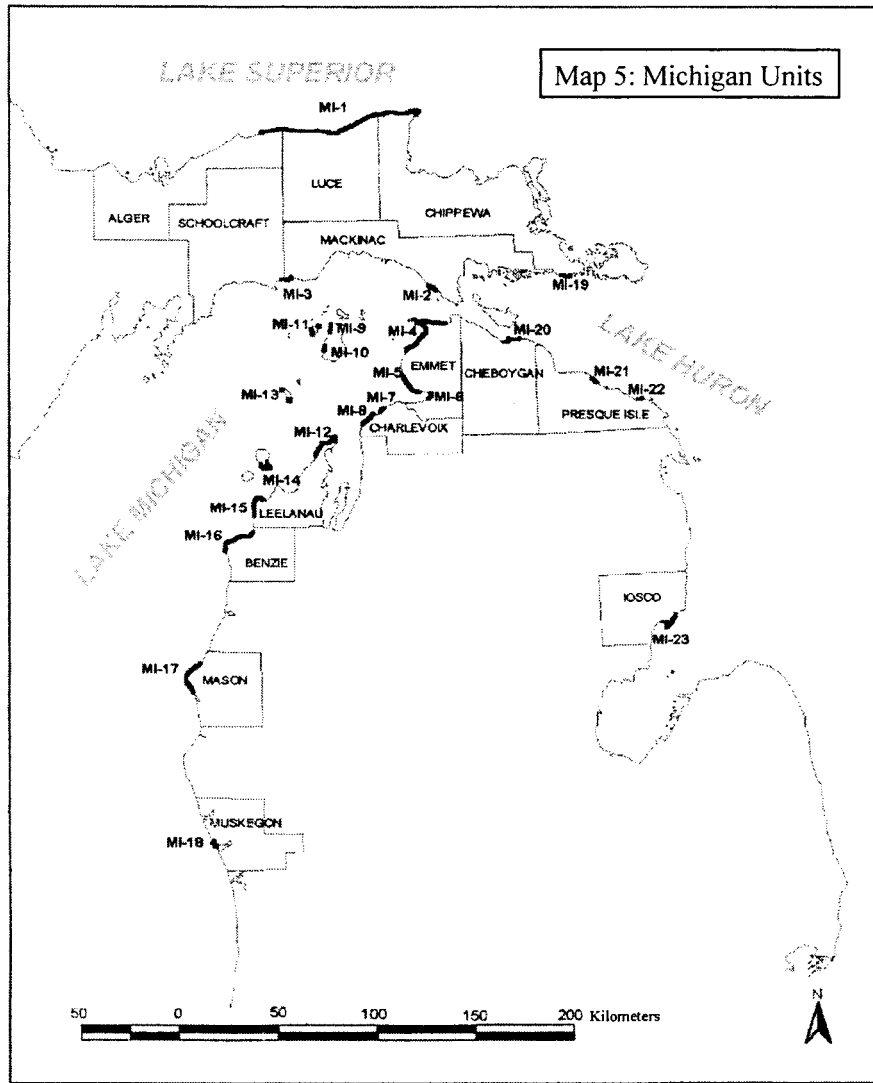 Map 5: Michigan Units
LAKE SUPERIOR
MI-1
LUCE
ALGER
SCHOOLCRAFT
CHIPPEWA
MACKINAC
MI-19
MI-3
MI-2
MI-11
MI-9
MI-4
MI-20
LAKE HURON
MI-10
EMMET
CHEBOYGAN
MI-5
MI-21
MI-13
MI-7
MI-6
MI-22
MI-8
PRESQUE ISLE
CHARLEVOIX
MI-12
LAKE MICHIGAN
MI-14
MI-15
LEELANAU
MI-16
BENZIE
IOSCO
MI-23
MI-17
MASON
MUSKEGON
MI-18
N
50 0 50 100 150 200 Kilometers